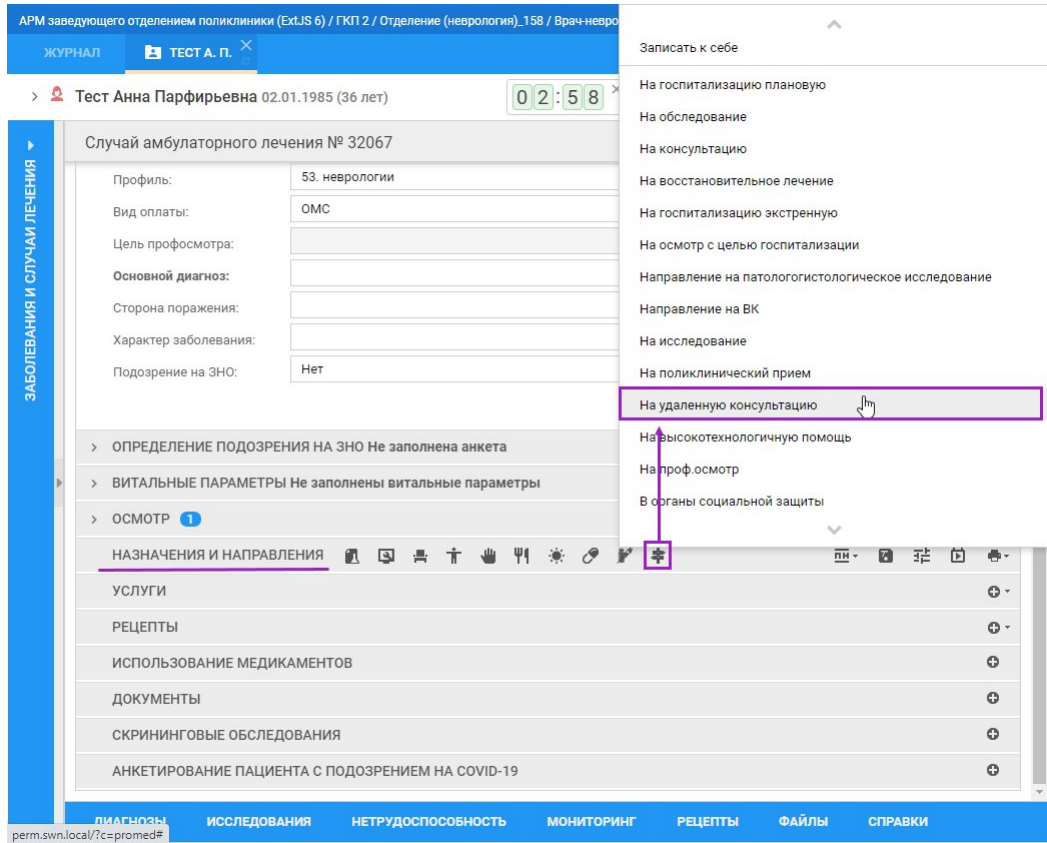 АРМ заведующего отделением поликлиники (ExtJS 6) / ГКП 2 / Отделение (неврология)_158 / Врач-невро
ЖУРНАЛ
ТЕСТ А. П.
Тест Анна Парфирьевна 02.01.1985 (36 лет)
02:58
ЗАБОЛЕВАНИЯ И СЛУЧАИ ЛЕЧЕНИЯ
Случай амбулаторного лечения № 32067
Профиль: 53. неврологии
Вид оплаты: ОМС
Цель профосмотра:
Основной диагноз:
Сторона поражения:
Характер заболевания:
Подозрение на ЗНО: Нет
Записать к себе
На госпитализацию плановую
На обследование
На консультацию
На восстановительное лечение
На госпитализацию экстренную
На осмотр с целью госпитализации
Направление на патологогистологическое исследование
Направление на ВК
На исследование
На поликлинический прием
На удаленную консультацию
На высокотехнологичную помощь
На проф.осмотр
В органы социальной защиты
ОПРЕДЕЛЕНИЕ ПОДОЗРЕНИЯ НА ЗНО Не заполнена анкета
ВИТАЛЬНЫЕ ПАРАМЕТРЫ Не заполнены витальные параметры
ОСМОТР 1
НАЗНАЧЕНИЯ И НАПРАВЛЕНИЯ ПН
УСЛУГИ
РЕЦЕПТЫ
ИСПОЛЬЗОВАНИЕ МЕДИКАМЕНТОВ
ДОКУМЕНТЫ
СКРИНИНГОВЫЕ ОБСЛЕДОВАНИЯ
АНКЕТИРОВАНИЕ ПАЦИЕНТА С ПОДОЗРЕНИЕМ НА COVID-19
ДИАГНОЗЫ ИССЛЕДОВАНИЯ НЕТРУДОСПОСОБНОСТЬ МОНИТОРИНГ РЕЦЕПТЫ ФАЙЛЫ СПРАВКИ
perm.swn.local/?c=promed#